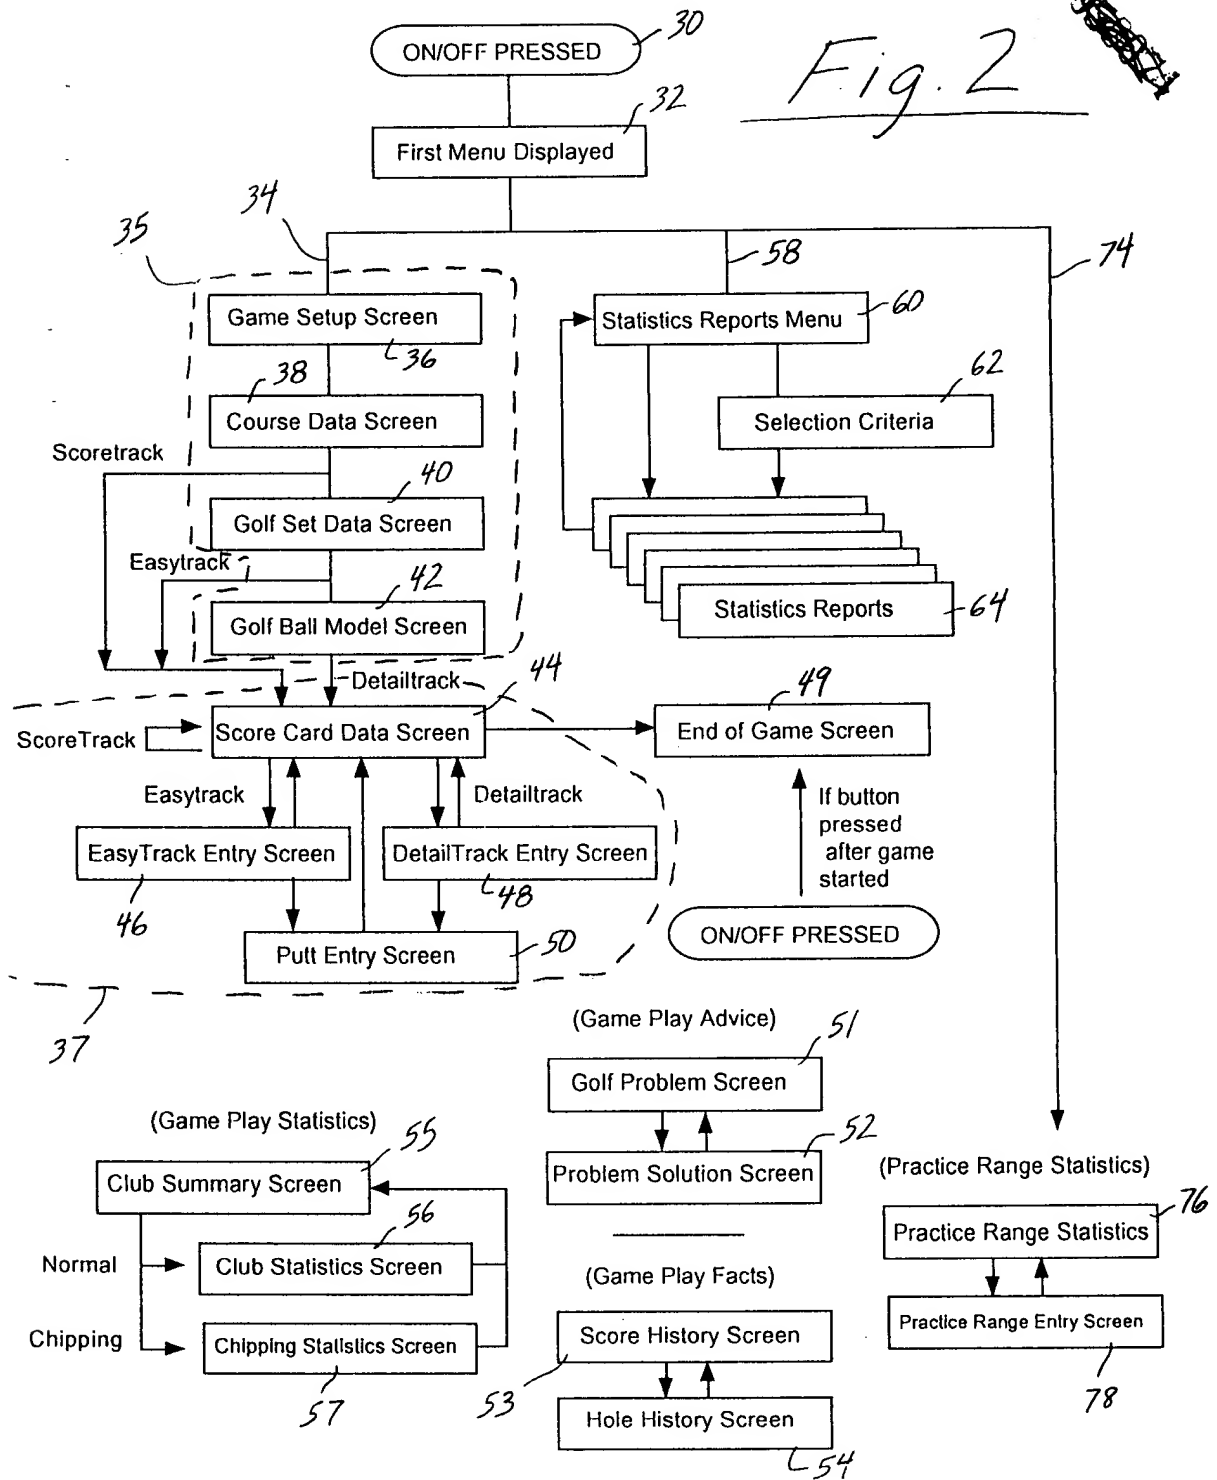 30
ON/OFF PRESSED
Fig. 2
32
First Menu Displayed
34
35
58
74
Game Setup Screen
36
Statistics Reports Menu
60
38
Course Data Screen
62
Selection Criteria
Scoretrack
40
Golf Set Data Screen
Easytrack
42
Golf Ball Model Screen
Statistics Reports
64
Detailtrack
44
49
ScoreTrack
Score Card Data Screen
End of Game Screen
Easytrack
Detailtrack
If button
pressed
after game
started
EasyTrack Entry Screen
DetailTrack Entry Screen
46
48
ON/OFF PRESSED
Putt Entry Screen
50
37
(Game Play Advice)
51
Golf Problem Screen
52
Problem Solution Screen
(Game Play Statistics)
55
Club Summary Screen
56
Normal
Club Statistics Screen
Chipping
Chipping Statistics Screen
57
(Game Play Facts)
Score History Screen
53
Hole History Screen
54
(Practice Range Statistics)
76
Practice Range Statistics
Practice Range Entry Screen
78